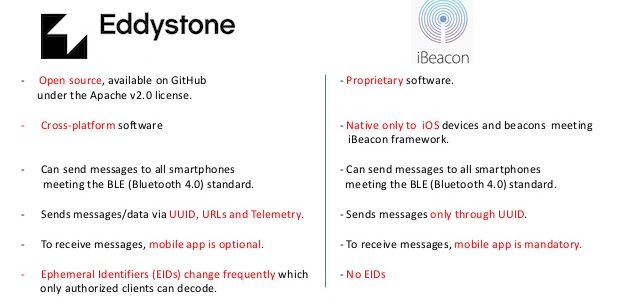 Eddystone
- Open source, available on GitHub
under the Apache v2.0 license.
- Cross-platform software
- Can send messages to all smartphones
meeting the BLE (Bluetooth 4.0) standard.
- Sends messages/data via UUID, URLs and Telemetry.
- To receive messages, mobile app is optional.
- Ephemeral Identifiers (EIDs) change frequently which
only authorized clients can decode.
iBeacon
- Proprietary software.
- Native only to iOS devices and beacons meeting
iBeacon framework.
- Can send messages to all smartphones
meeting the BLE (Bluetooth 4.0) standard.
- Sends messages only through UUID.
- To receive messages, mobile app is mandatory.
- No EIDs